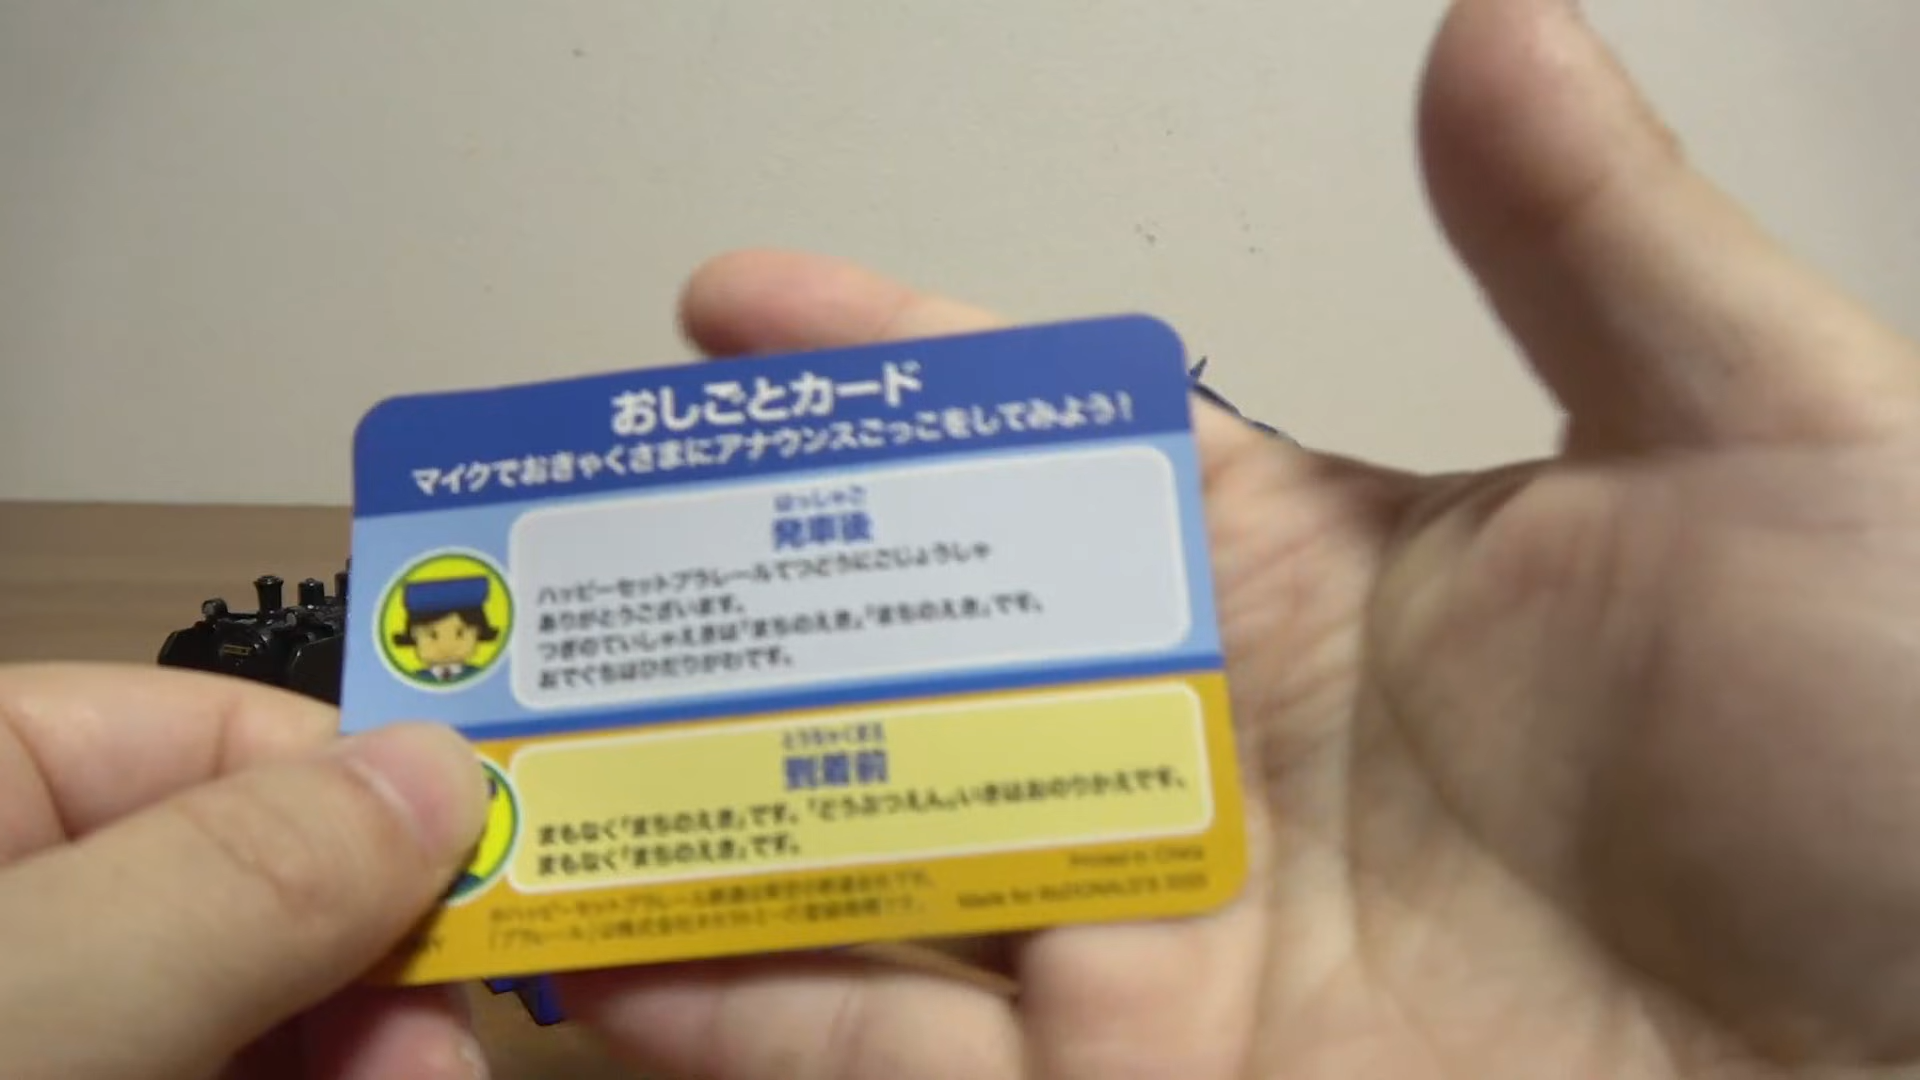 おしごとカード
マイクでおきゃくさまにアナウンスごっこをしてみよう!
はっしゃご
発車後
ハッピーセットプラレールてつどうにごじょうしゃ
ありがとうございます。
つぎのていしゃえきは「まちのえき」「まちのえき」です。
おでぐちはひだりがわです。
とうちゃくまえ
到着前
まもなく「まちのえき」です。「どうぶつえん」いきはおのりかえです。
まもなく「まちのえき」です。
Printed in China
Made for McDONALD'S